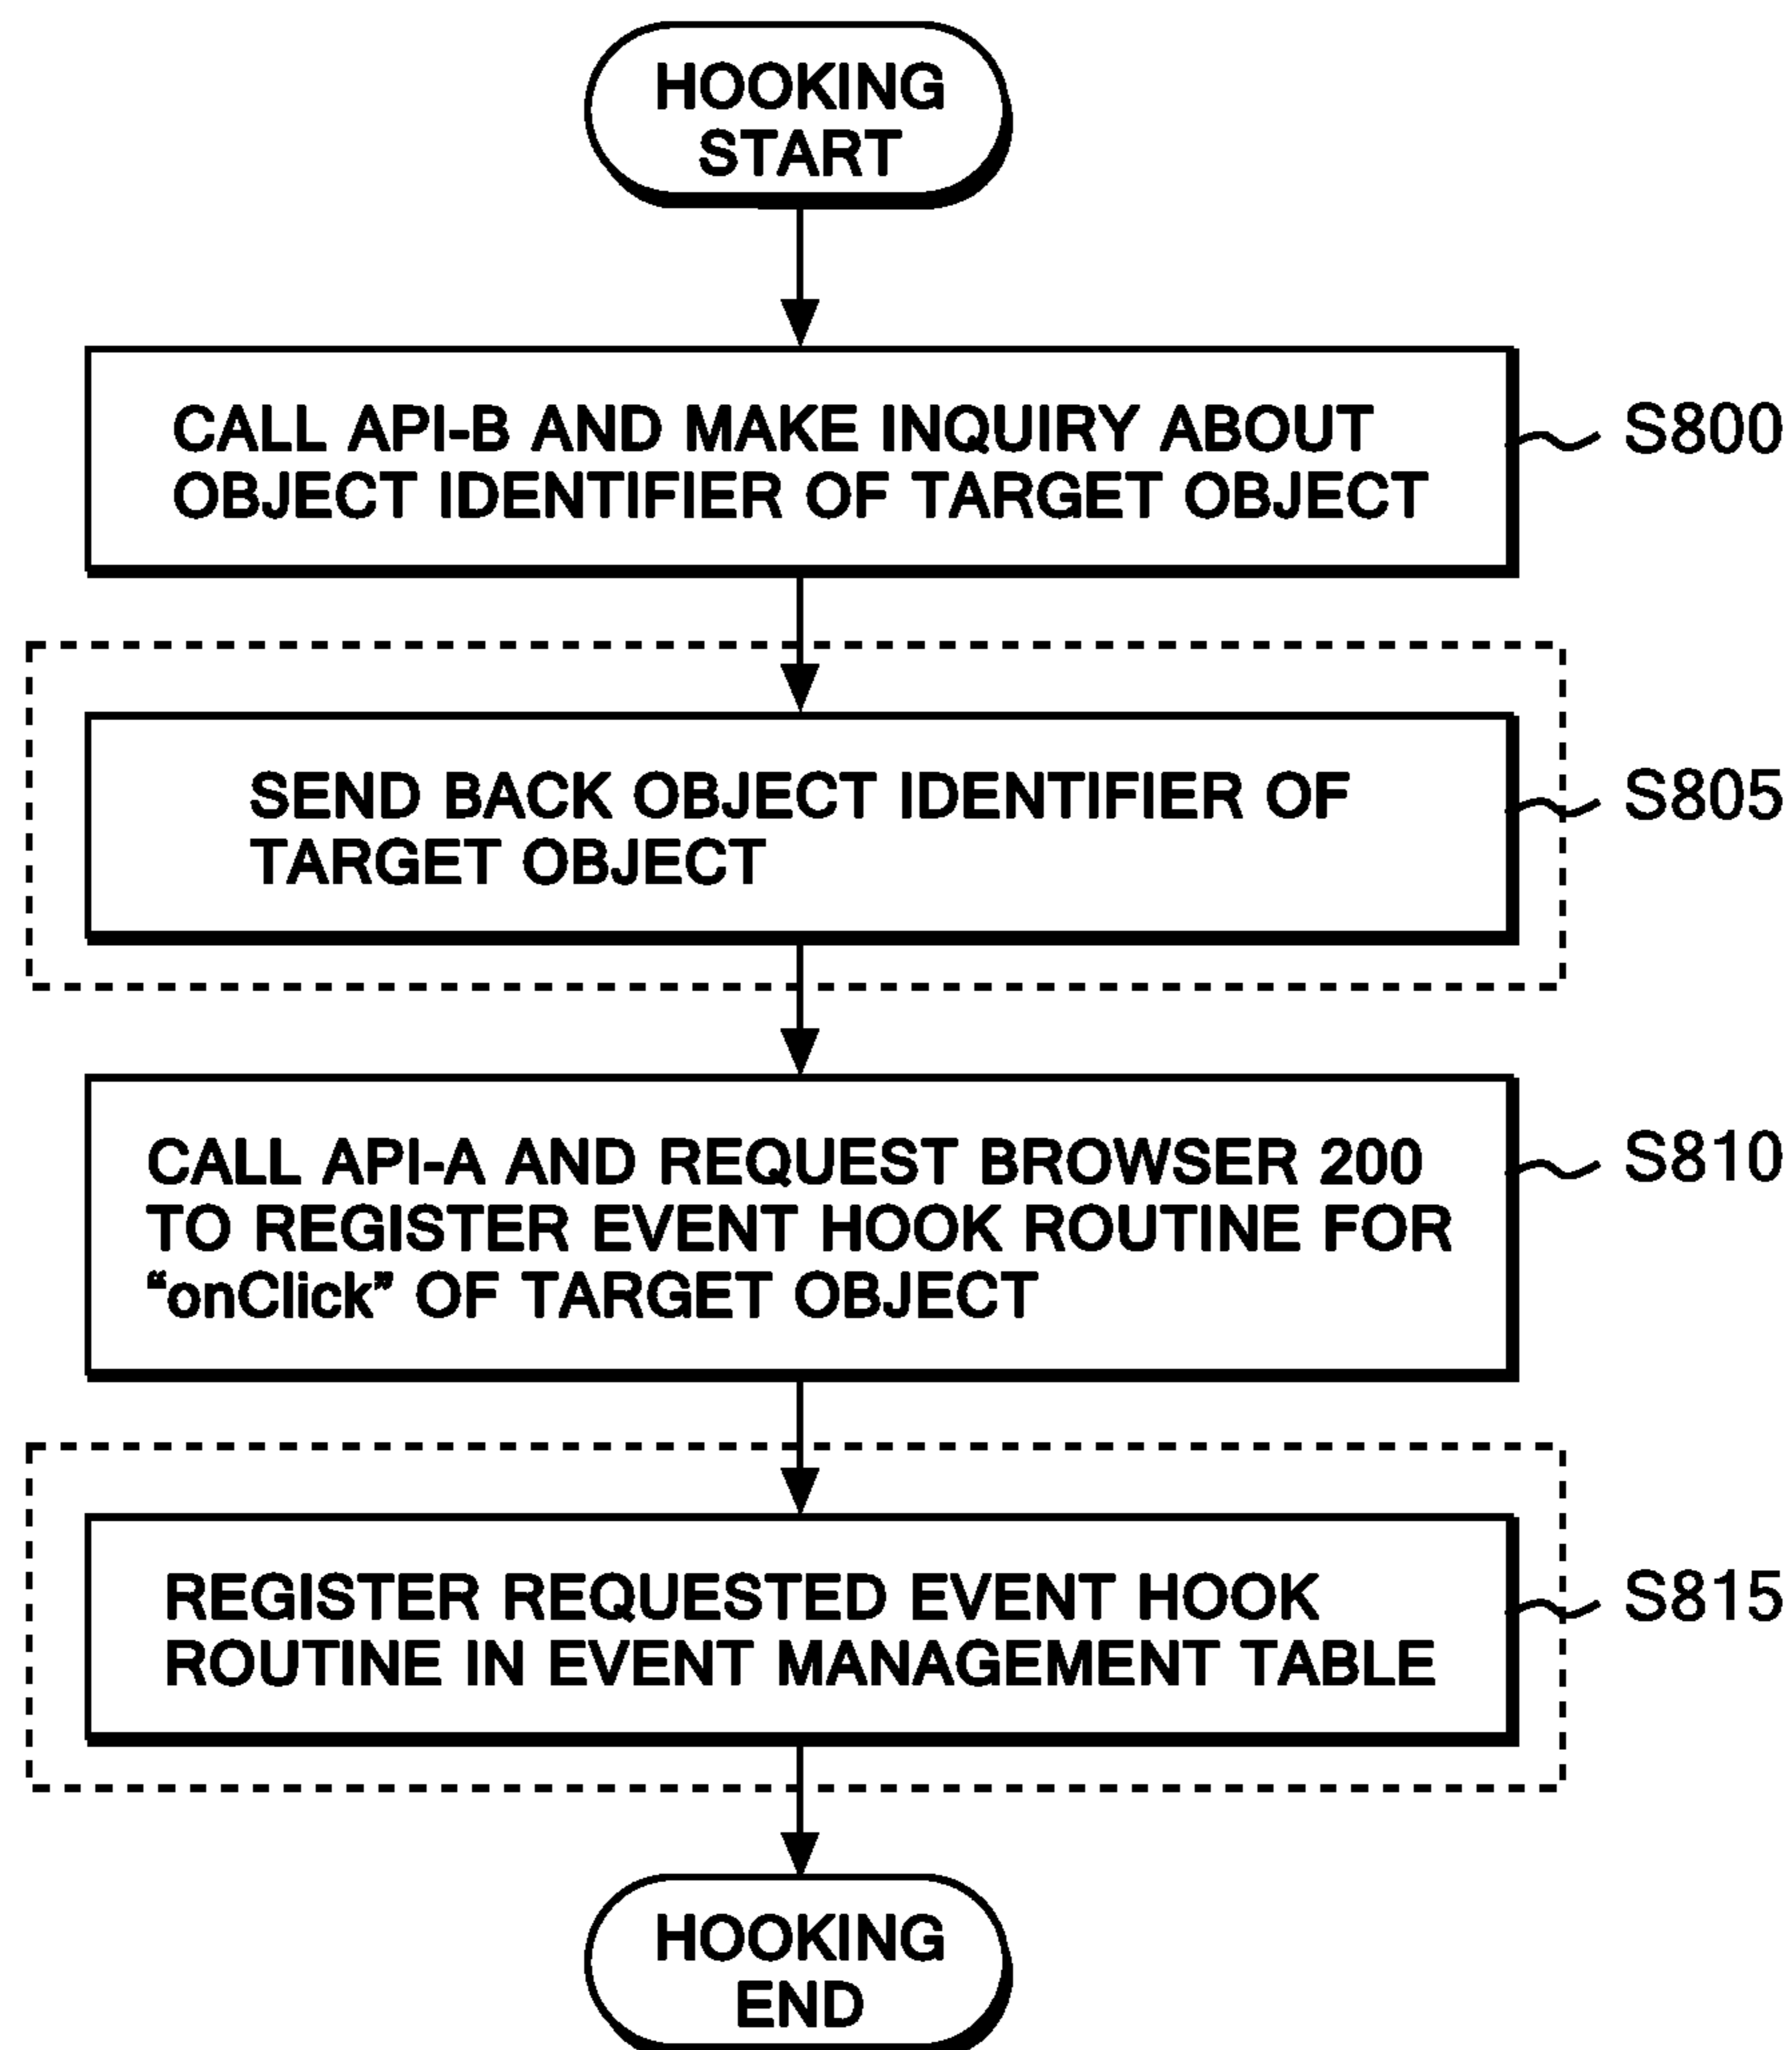 HOOKING
START
CALL API-B AND MAKE INQUIRY ABOUT
OBJECT IDENTIFIER OF TARGET OBJECT
S800
SEND BACK OBJECT IDENTIFIER OF
TARGET OBJECT
S805
CALL API-A AND REQUEST BROWSER 200
TO REGISTER EVENT HOOK ROUTINE FOR
“onClick” OF TARGET OBJECT
S810
REGISTER REQUESTED EVENT HOOK
ROUTINE IN EVENT MANAGEMENT TABLE
S815
HOOKING
END